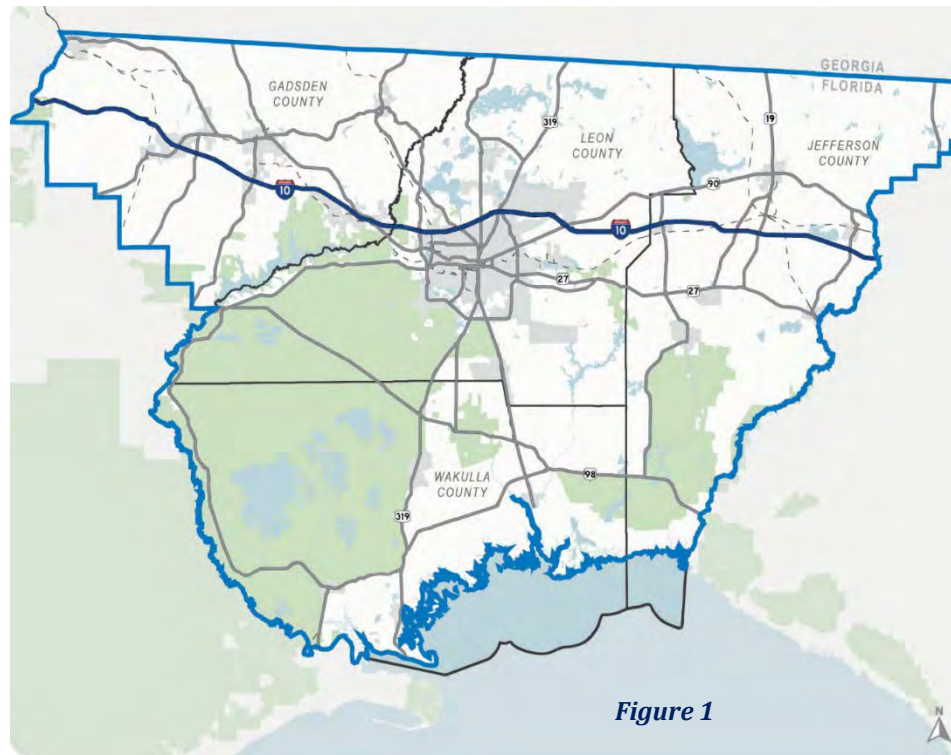 GEORGIA
FLORIDA
GADSDEN
COUNTY
319
LEON
COUNTY
19
JEFFERSON
COUNTY
90
10
10
27
27
WAKULLA
COUNTY
98
319
Figure 1
N